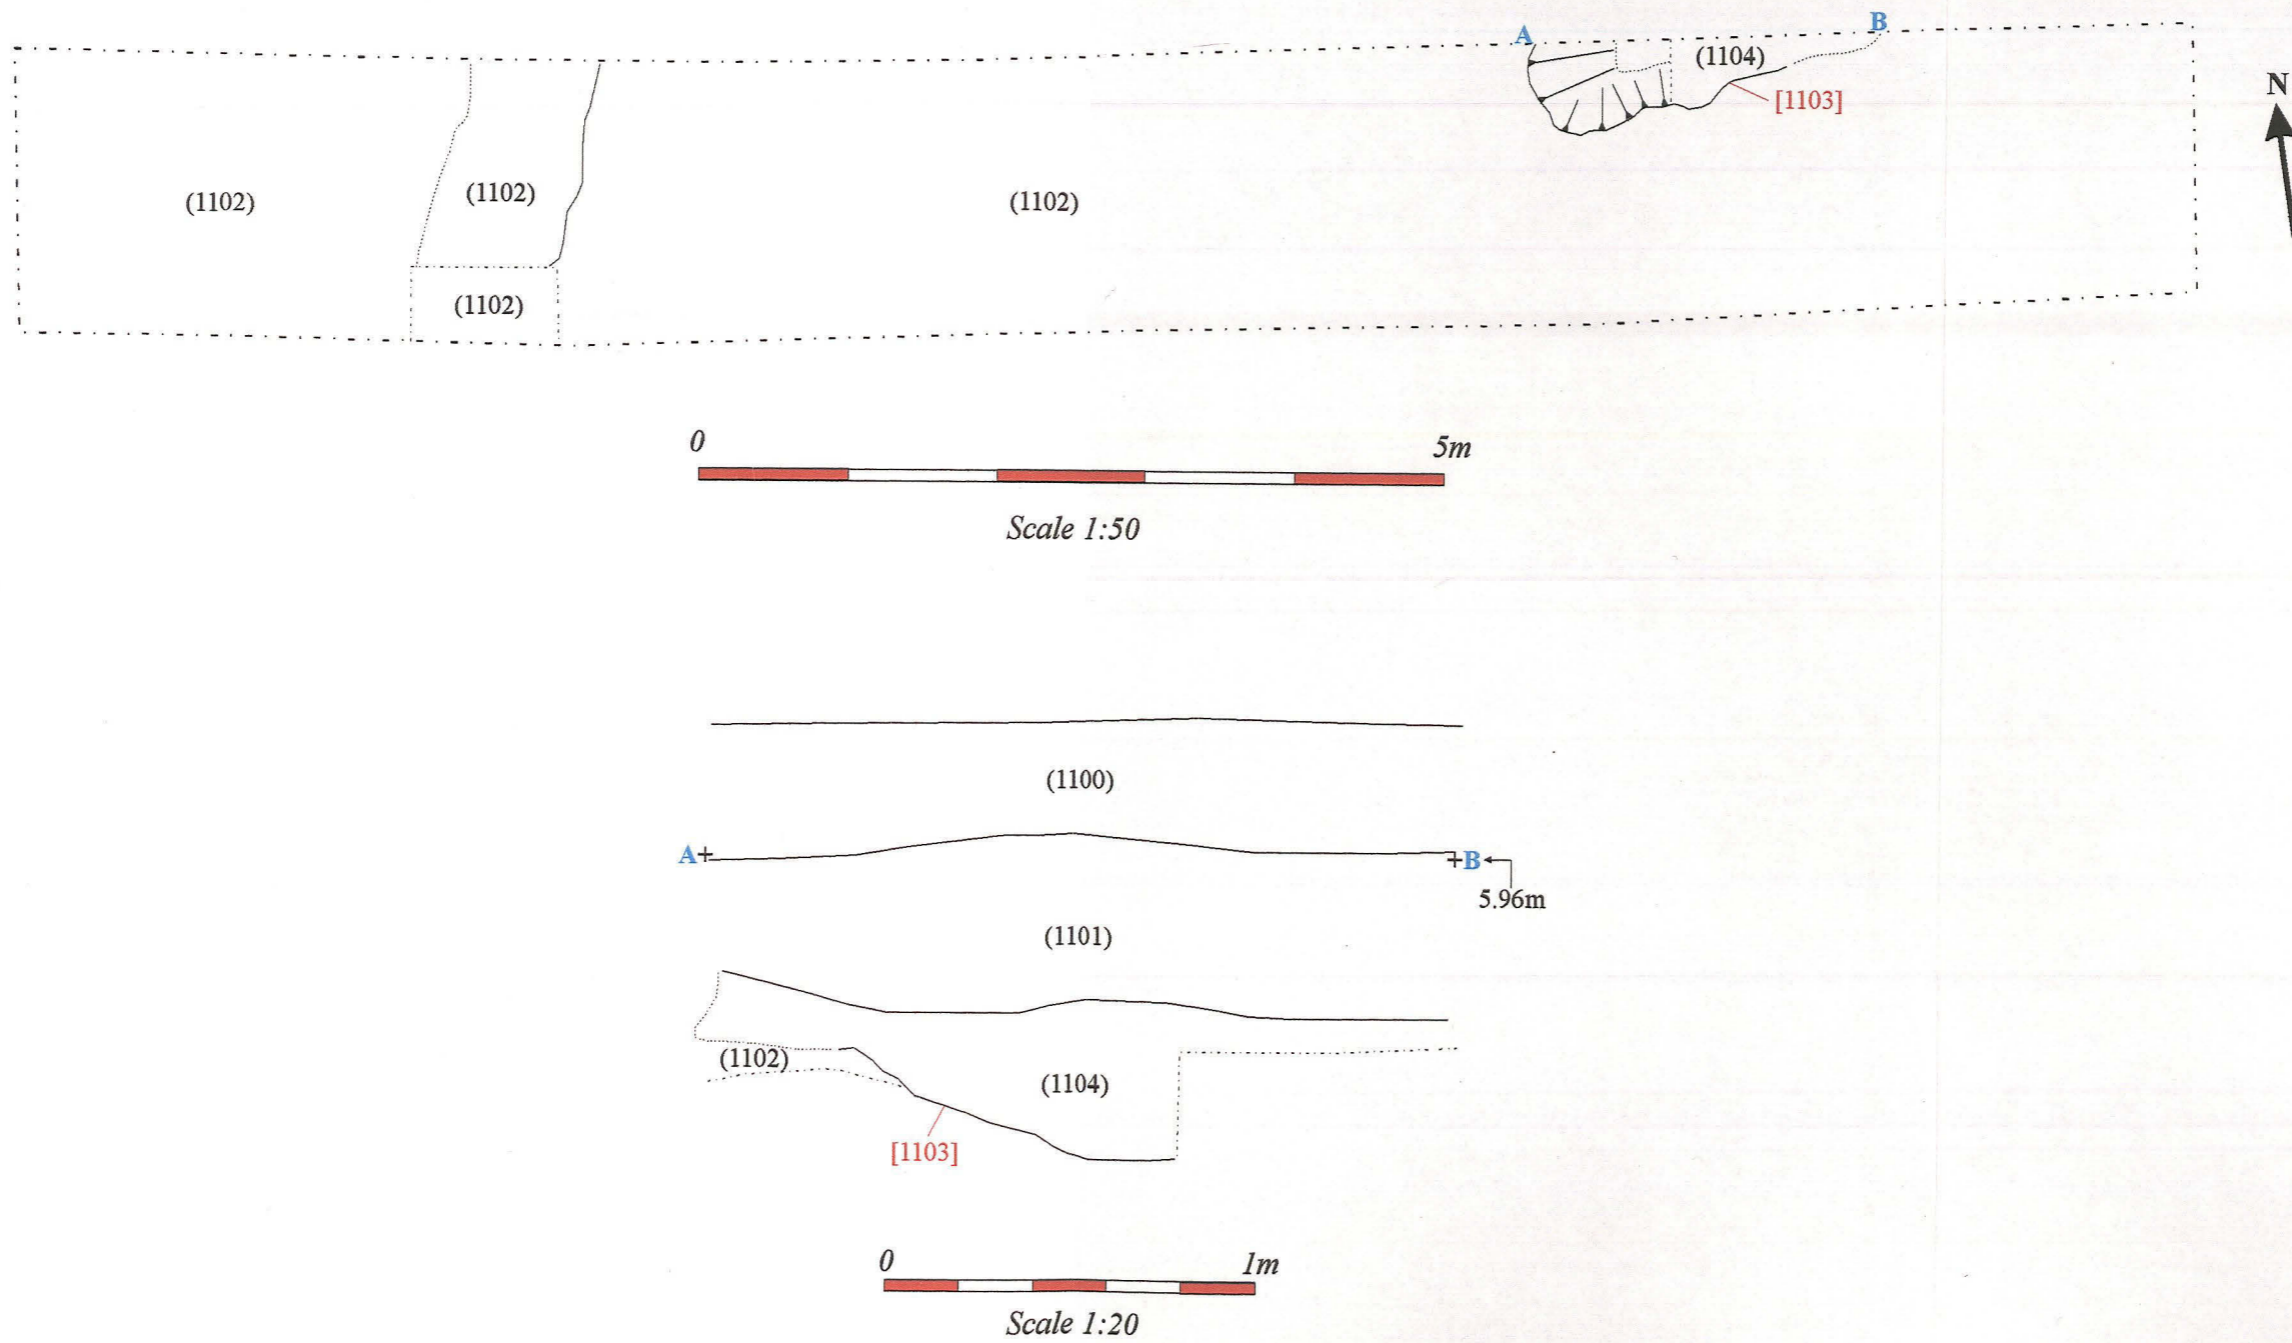 A B
(1104)
N
[1103]
(1102) (1102) (1102)
(1102)
0 5m
Scale 1:50
(1100)
A+ +B
5.96m
(1101)
(1102)
(1104)
[1103]
0 1m
Scale 1:20